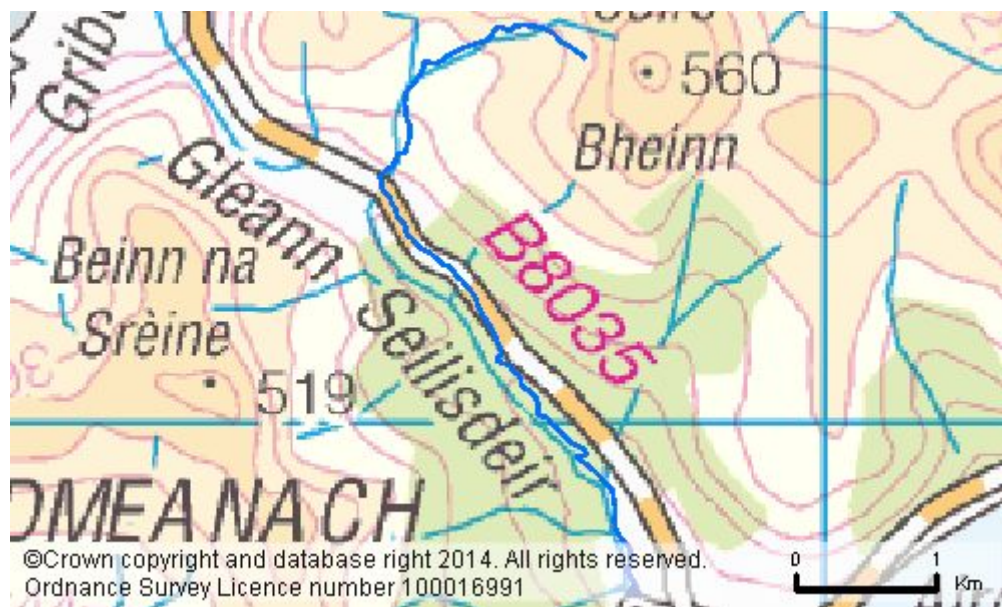 560
Bheinn
Gleann
Seilisdeir
Beinn na
Srèine
B8035
519
©Crown copyright and database right 2014. All rights reserved.
Ordnance Survey Licence number 100016991
0 1
Km